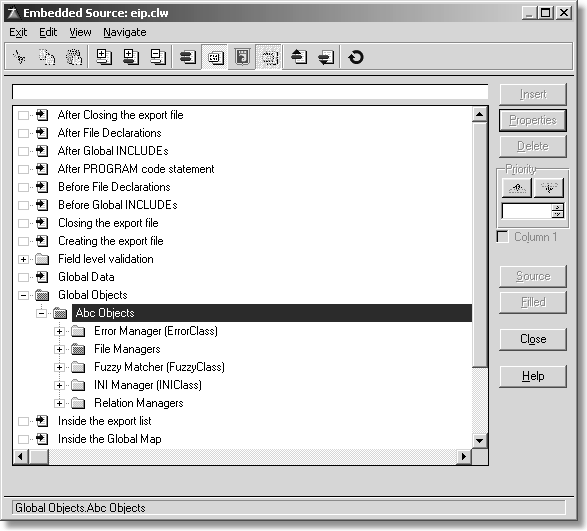 Embedded Source: eip.clw
Exit Edit View Navigate
Insert
Properties
Delete
Priority
Column 1
Source
Filled
Close
Help
After Closing the export file
After File Declarations
After Global INCLUDEs
After PROGRAM code statement
Before File Declarations
Before Global INCLUDEs
Closing the export file
Creating the export file
Field level validation
Global Data
Global Objects
Abc Objects
Error Manager (ErrorClass)
File Managers
Fuzzy Matcher (FuzzyClass)
INI Manager (INIClass)
Relation Managers
Inside the export list
Inside the Global Map
Global Objects.Abc Objects